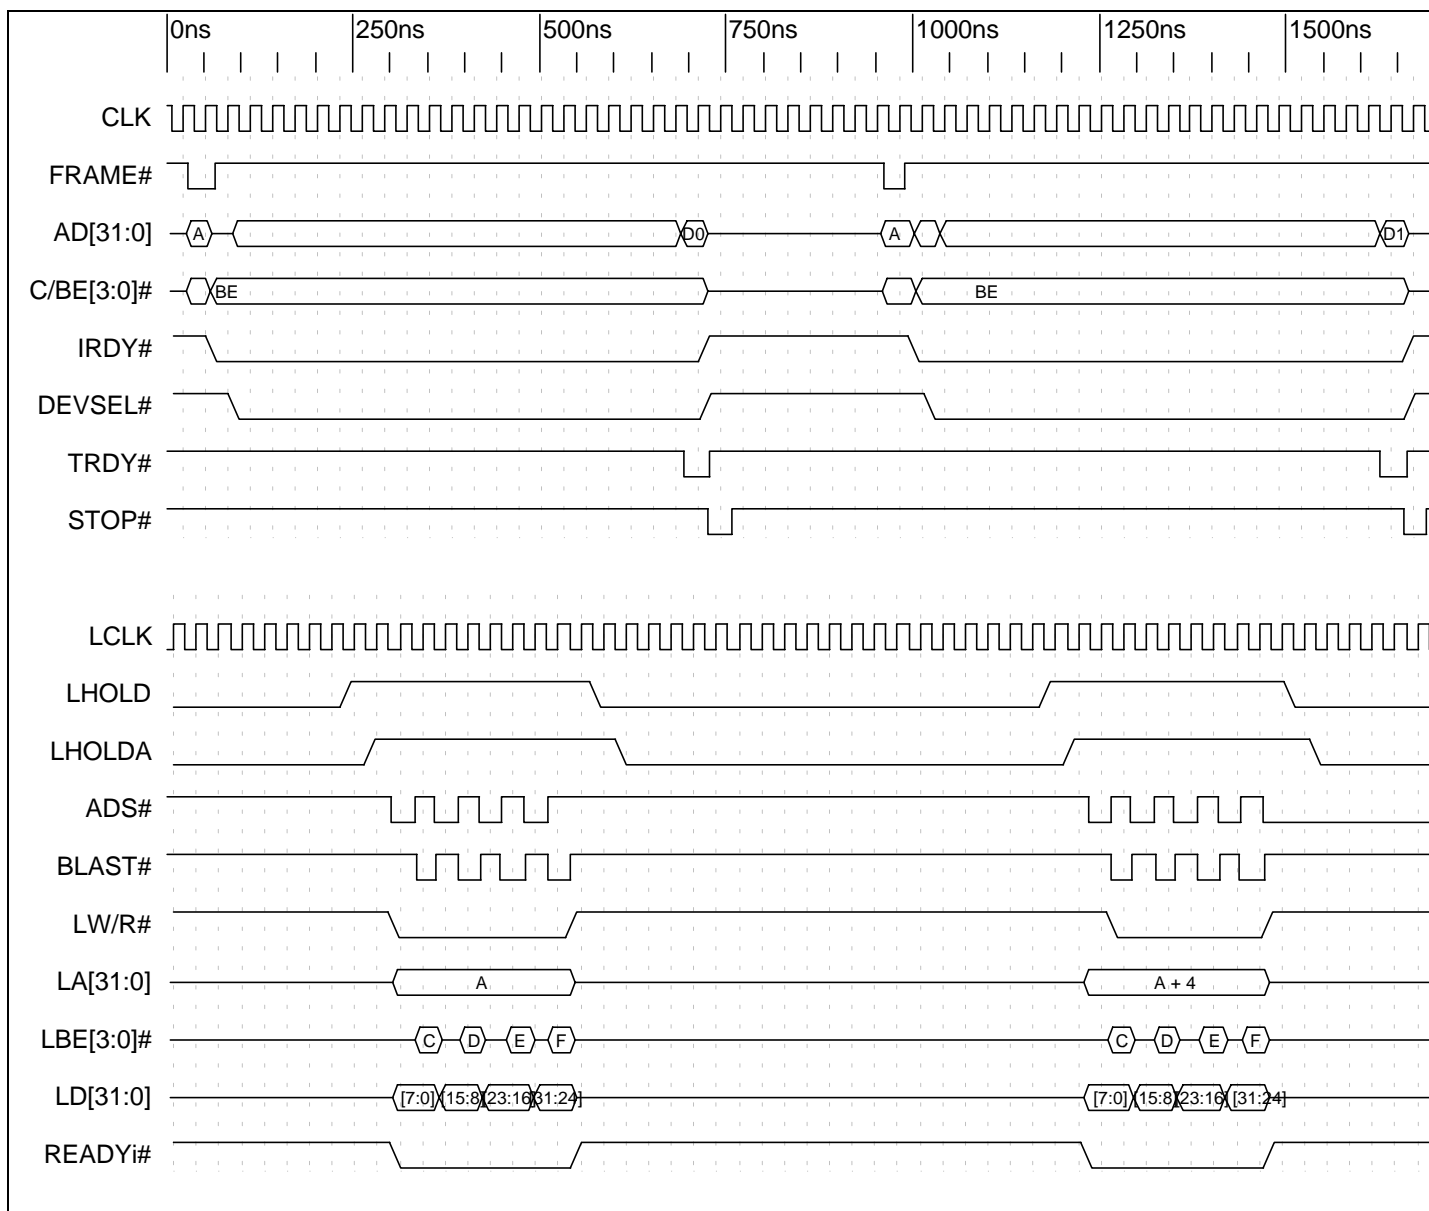 0ns 250ns 500ns 750ns 1000ns 1250ns 1500ns
CLK
FRAME#
AD[31:0] A D0 A D1
C/BE[3:0]# BE BE
IRDY#
DEVSEL#
TRDY#
STOP#
LCLK
LHOLD
LHOLDA
ADS#
BLAST#
LW/R#
LA[31:0] A A + 4
LBE[3:0]# C D E F C D E F
LD[31:0] [7:0] [15:8] [23:16] [31:24] [7:0] [15:8] [23:16] [31:24]
READYi#